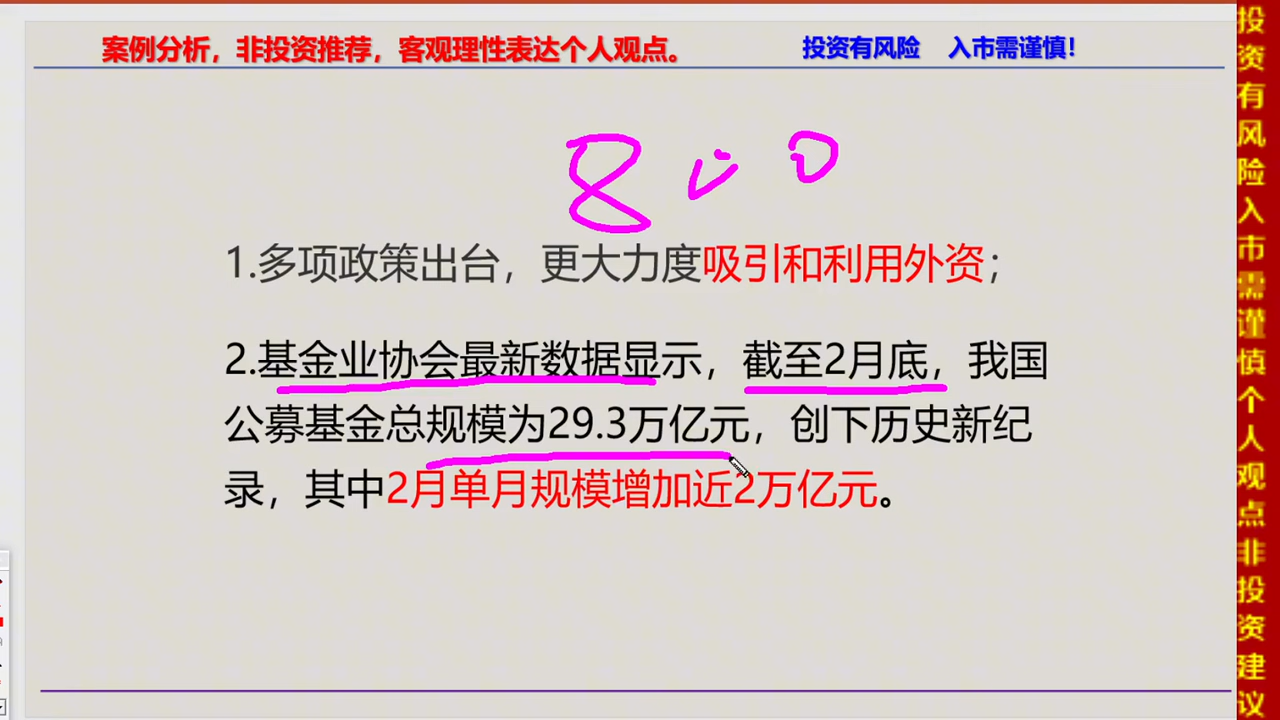 案例分析，非投资推荐，客观理性表达个人观点。
投资有风险 入市需谨慎！
800
1.多项政策出台，更大力度吸引和利用外资；
2.基金业协会最新数据显示，截至2月底，我国
公募基金总规模为29.3万亿元，创下历史新纪
录，其中2月单月规模增加近2万亿元。
投资有风险入市需谨慎个人观点非投资建议